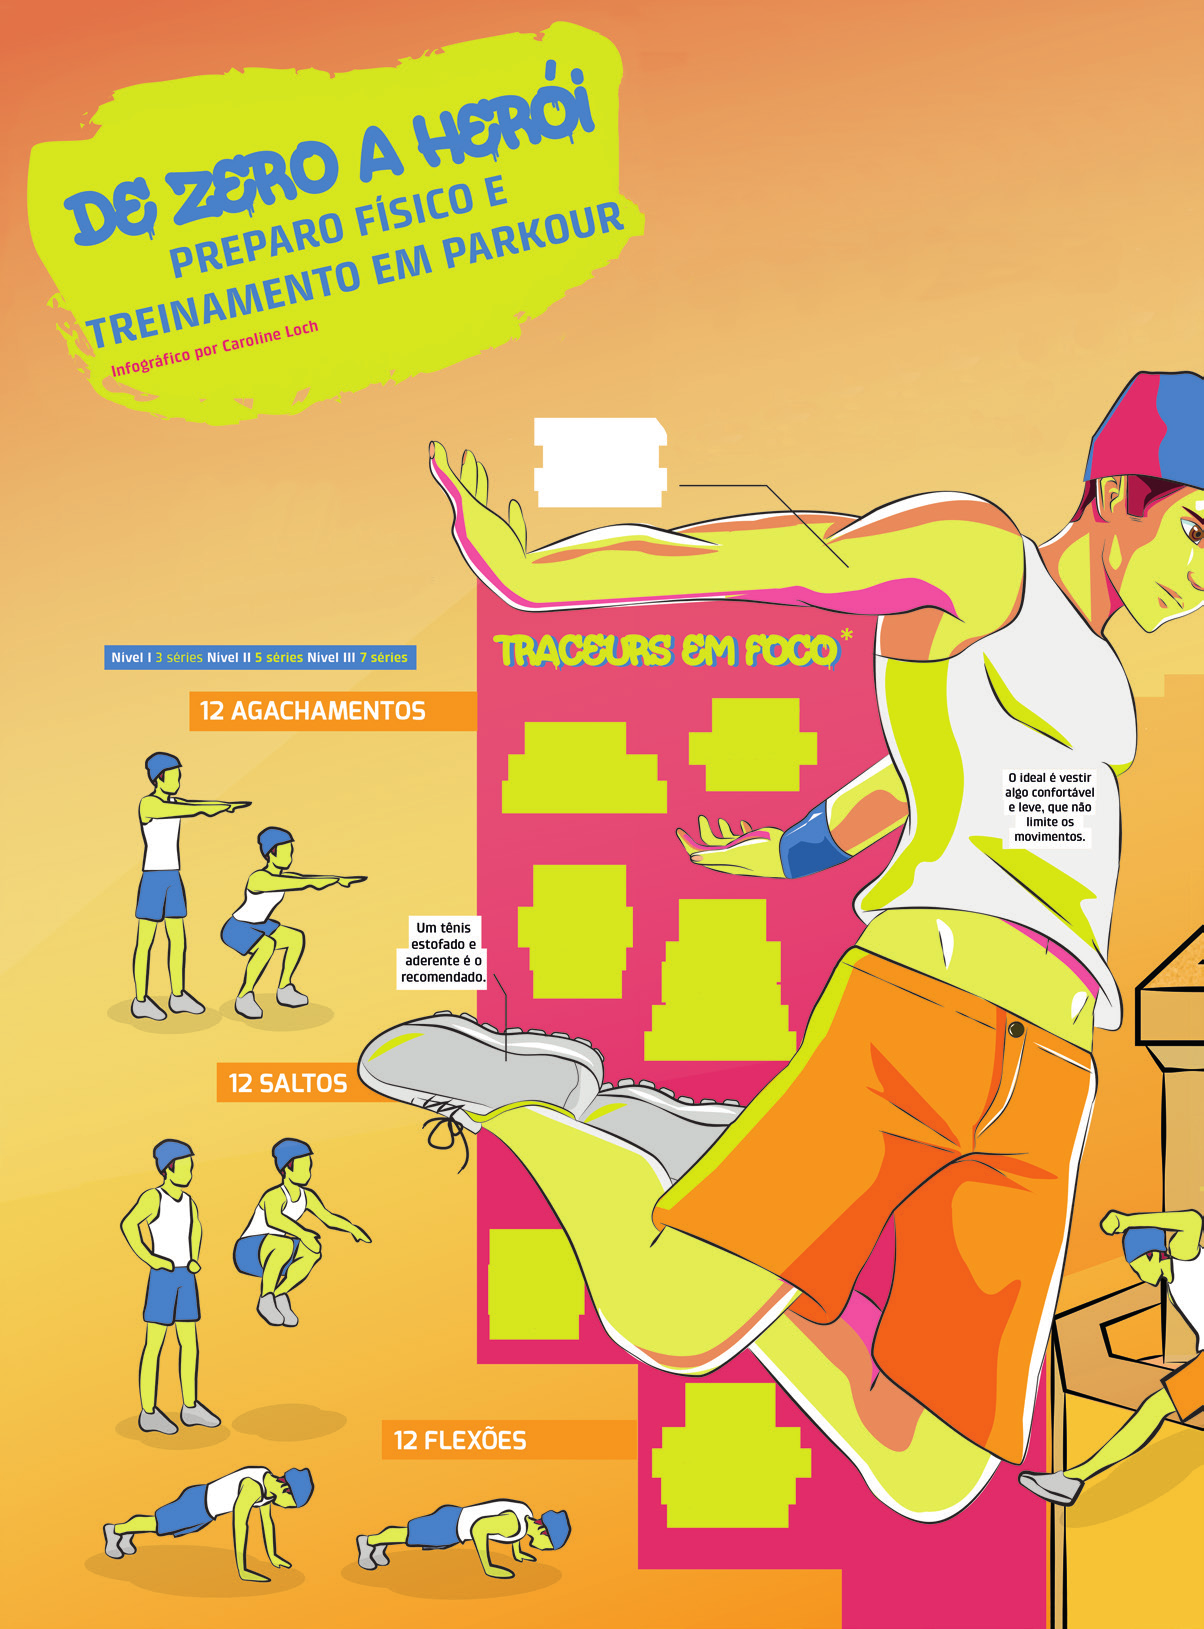 DE ZERO A HERÓI
PREPARO FÍSICO E
TREINAMENTO EM PARKOUR
Infográfico por Caroline Loch
TRACEURS EM FOCO*
Nível I 3 séries Nível II 5 séries Nível III 7 séries
12 AGACHAMENTOS
O ideal é vestir
algo confortável
e leve, que não
limite os
movimentos.
Um tênis
estofado e
aderente é o
recomendado.
12 SALTOS
12 FLEXÕES